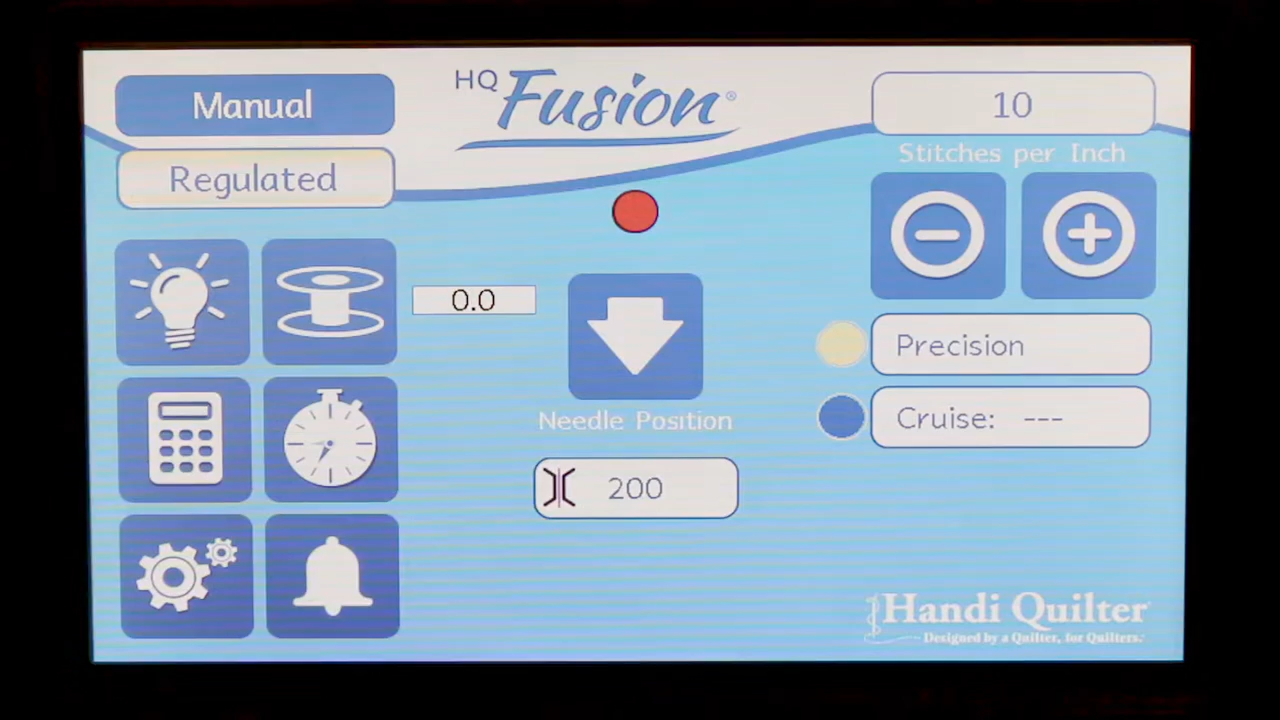 Manual
HQ Fusion®
10
Stitches per Inch
Regulated
0.0
Precision
Needle Position
Cruise: ---
200
Handi Quilter
Designed by a Quilter, for Quilters.